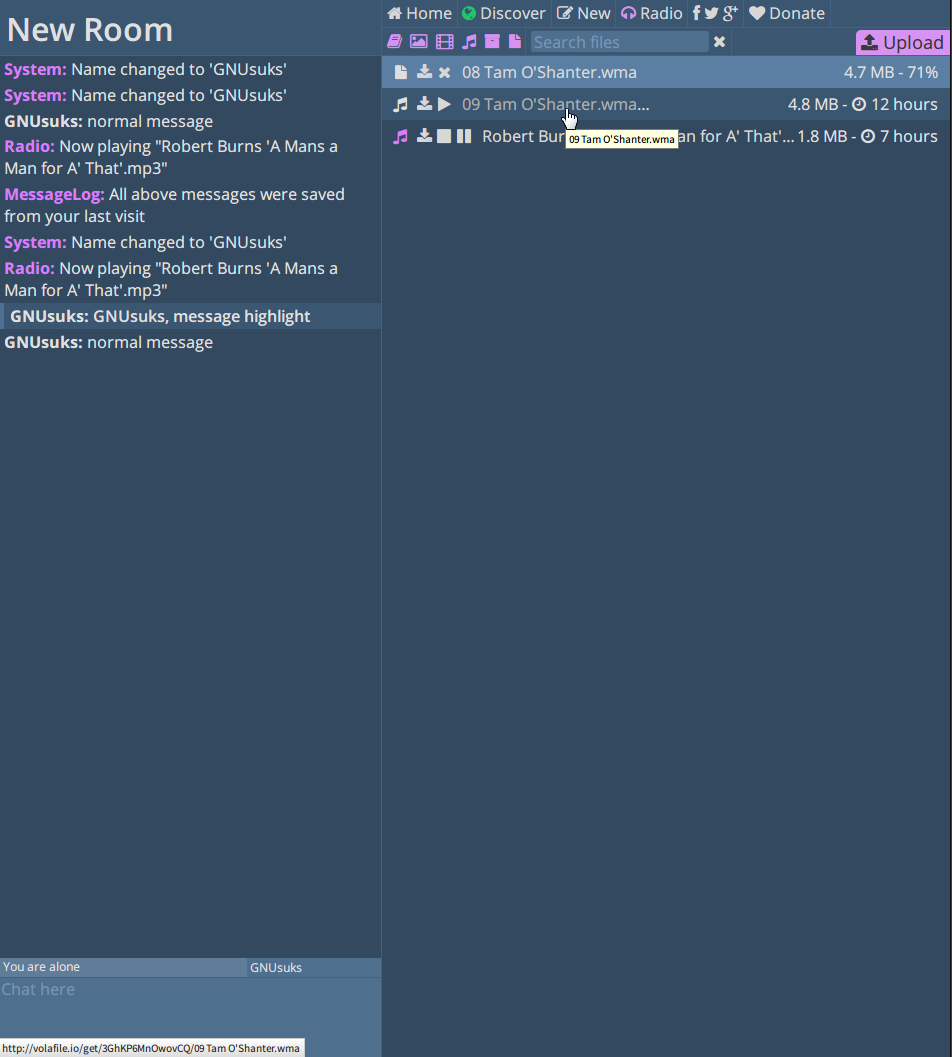 New Room
System: Name changed to 'GNUsuks'
System: Name changed to 'GNUsuks'
GNUsuks: normal message
Radio: Now playing "Robert Burns 'A Mans a
Man for A' That'.mp3"
MessageLog: All above messages were saved
from your last visit
System: Name changed to 'GNUsuks'
Radio: Now playing "Robert Burns 'A Mans a
Man for A' That'.mp3"
GNUsuks: GNUsuks, message highlight
GNUsuks: normal message
You are alone
GNUsuks
Chat here
http://volafile.io/get/3GhKP6MnOwovCQ/09 Tam O'Shanter.wma
Home Discover New Radio Donate
Search files
Upload
08 Tam O'Shanter.wma 4.7 MB - 71%
09 Tam O'Shanter.wma... 4.8 MB - 12 hours
Robert Bur an for A' That'... 1.8 MB - 7 hours
09 Tam O'Shanter.wma